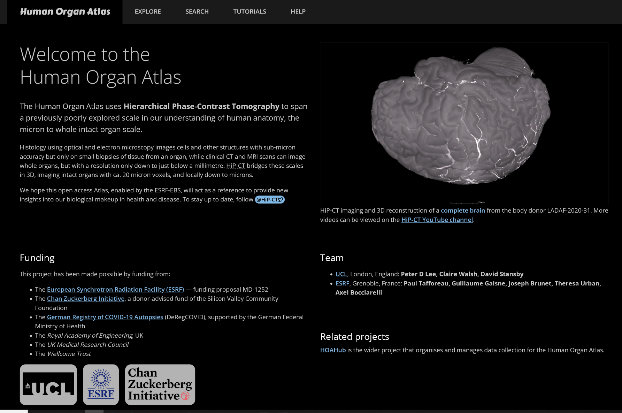 Human Organ Atlas
EXPLORE
SEARCH
TUTORIALS
HELP
Welcome to the
Human Organ Atlas
The Human Organ Atlas uses Hierarchical Phase-Contrast Tomography to span
a previously poorly explored scale in our understanding of human anatomy, the
micron to whole intact organ scale.
Histology using optical and electron microscopy images cells and other structures with sub-micron
accuracy but only on small biopsies of tissue from an organ, while clinical CT and MRI scans can image
whole organs, but with a resolution only down to just below a millimetre. HiP-CT bridges these scales
in 3D, imaging intact organs with ca. 20 micron voxels, and locally down to microns.
We hope this open access Atlas, enabled by the ESRF-EBS, will act as a reference to provide new
insights into our biological makeup in health and disease. To stay up to date, follow @HiP-CT
HiP-CT imaging and 3D reconstruction of a complete brain from the body donor LADAF-2020-31. More
videos can be viewed on the HiP-CT YouTube channel.
Funding
This project has been made possible by funding from:
• The European Synchrotron Radiation Facility (ESRF) — funding proposal MD-1252
• The Chan Zuckerberg Initiative, a donor-advised fund of the Silicon Valley Community
Foundation
• The German Registry of COVID-19 Autopsies (DeRegCOVID), supported by the German Federal
Ministry of Health
• The Royal Academy of Engineering, UK
• The UK Medical Research Council
• The Wellcome Trust
UCL
ESRF
Chan
Zuckerberg
Initiative
Team
• UCL, London, England: Peter D Lee, Claire Walsh, David Stansby
• ESRF, Grenoble, France: Paul Tafforeau, Guillaume Gaisne, Joseph Brunet, Theresa Urban,
Axel Bocciarelli
Related projects
HOAHub is the wider project that organises and manages data collection for the Human Organ Atlas.